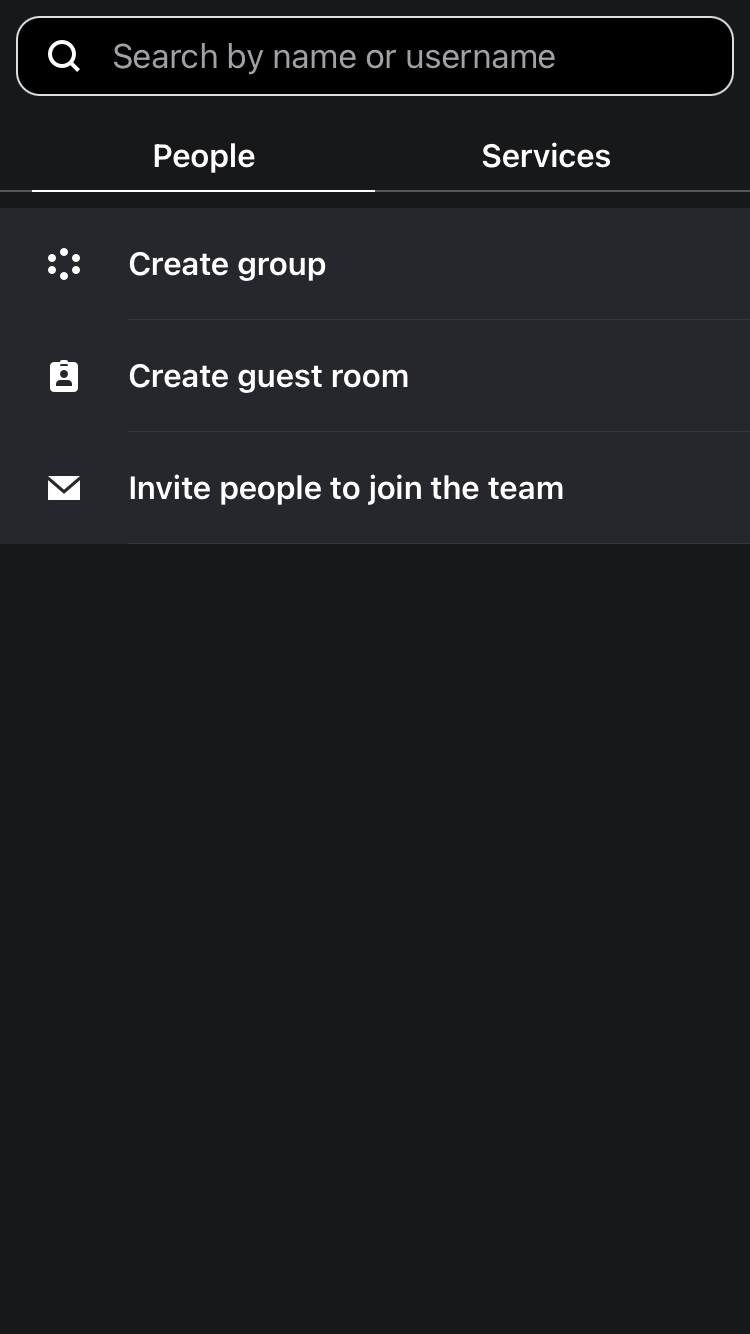 Search by name or username
People
Services
Create group
Create guest room
Invite people to join the team